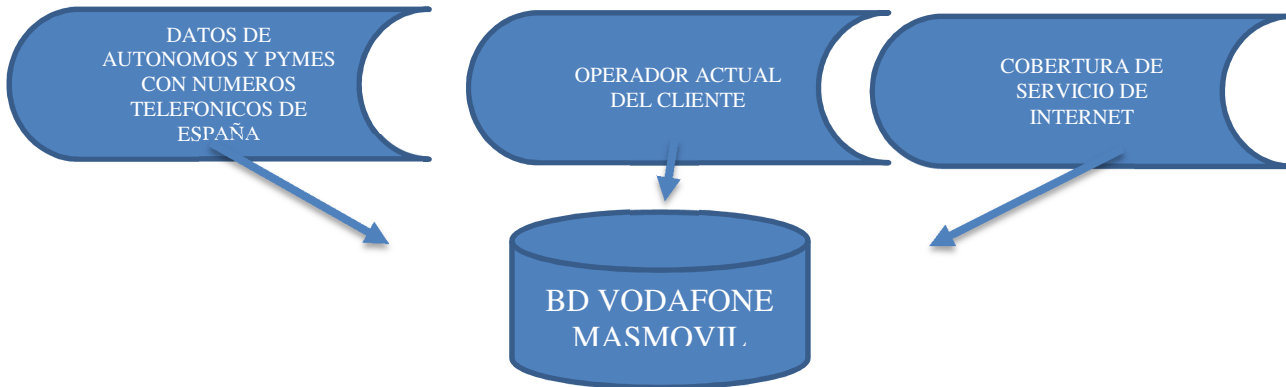 DATOS DE
AUTONOMOS Y PYMES
CON NUMEROS
TELEFONICOS DE
ESPAÑA
OPERADOR ACTUAL
DEL CLIENTE
COBERTURA DE
SERVICIO DE
INTERNET
BD VODAFONE
MASMOVIL